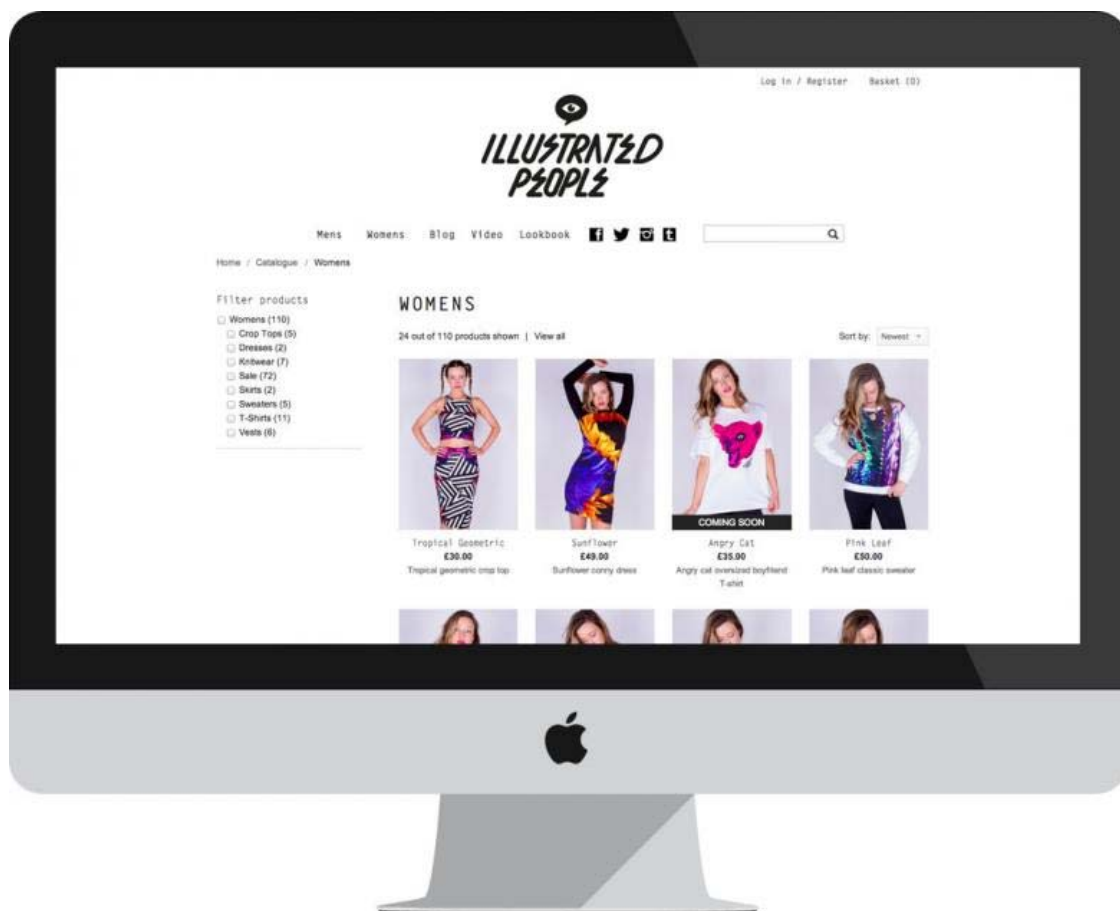 Log in / Register Basket (0)
ILLUSTRATED
PEOPLE
Mens Womens Blog Video Lookbook
Home / Catalogue / Womens
Filter products
Womens (110)
Crop Tops (5)
Dresses (2)
Knitwear (7)
Sale (72)
Skirts (2)
Sweaters (5)
T-Shirts (11)
Vests (6)
WOMENS
24 out of 110 products shown | View all
Sort by: Newest
COMING SOON
Tropical Geometric
£30.00
Tropical geometric crop top
Sunflower
£49.00
Sunflower conny dress
Angry Cat
£35.00
Angry cat oversized boyfriend
T-shirt
Pink Leaf
£50.00
Pink leaf classic sweater